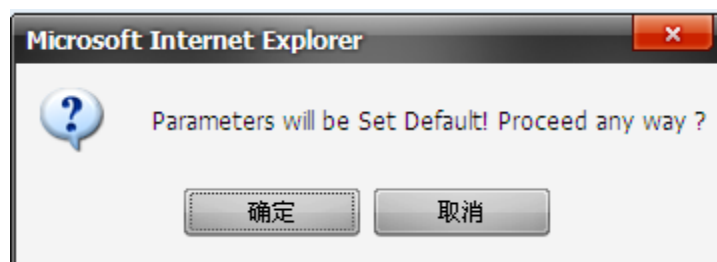 Microsoft Internet Explorer
Parameters will be Set Default! Proceed any way ?
确定 取消